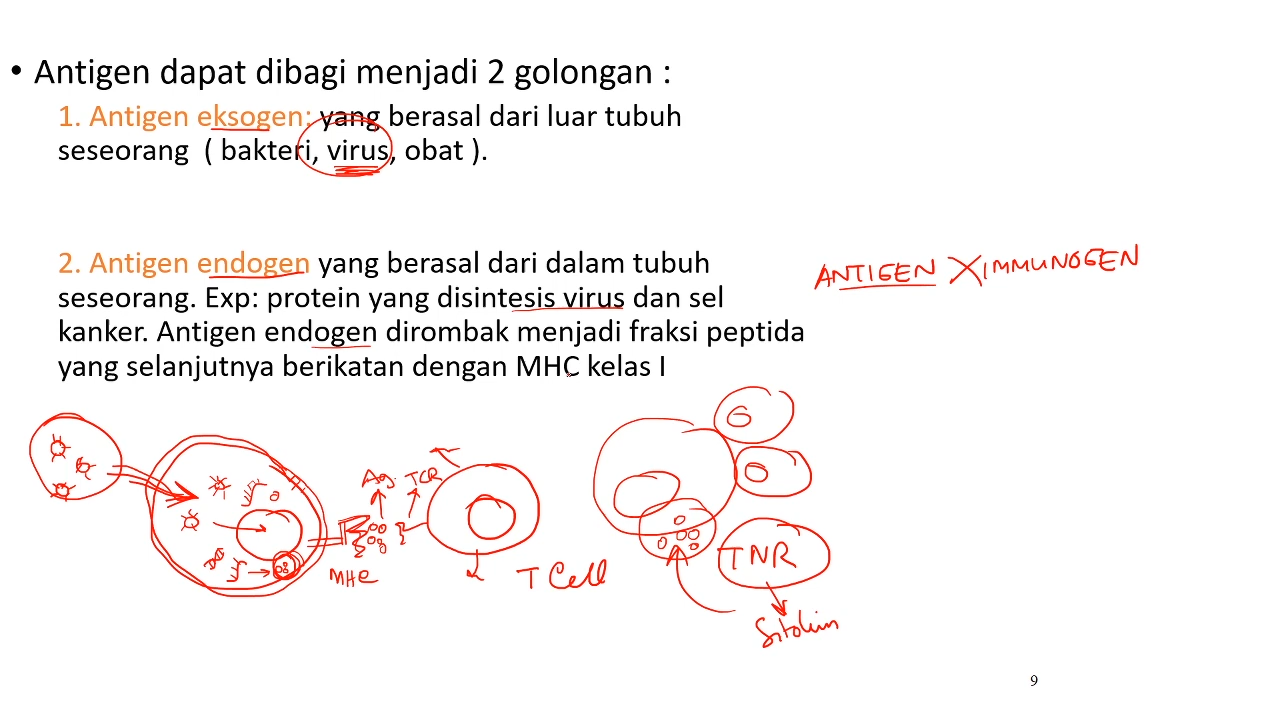 • Antigen dapat dibagi menjadi 2 golongan :
1. Antigen eksogen: yang berasal dari luar tubuh
seseorang ( bakteri, virus, obat ).
2. Antigen endogen yang berasal dari dalam tubuh
seseorang. Exp: protein yang disintesis virus dan sel
kanker. Antigen endogen dirombak menjadi fraksi peptida
yang selanjutnya berikatan dengan MHC kelas I
ANTIGEN X IMMUNOGEN
Ag. TCR
MHC
T Cell
TNR
Sitokin
9